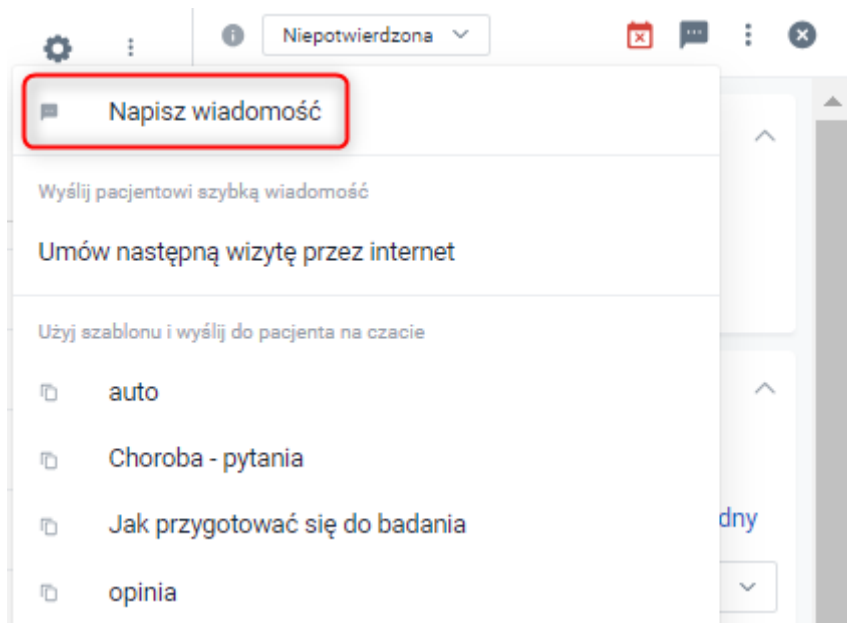 Niepotwierdzona
Napisz wiadomość
Wyślij pacjentowi szybką wiadomość
Umów następną wizytę przez internet
Użyj szablonu i wyślij do pacjenta na czacie
auto
Choroba - pytania
Jak przygotować się do badania
dny
opinia